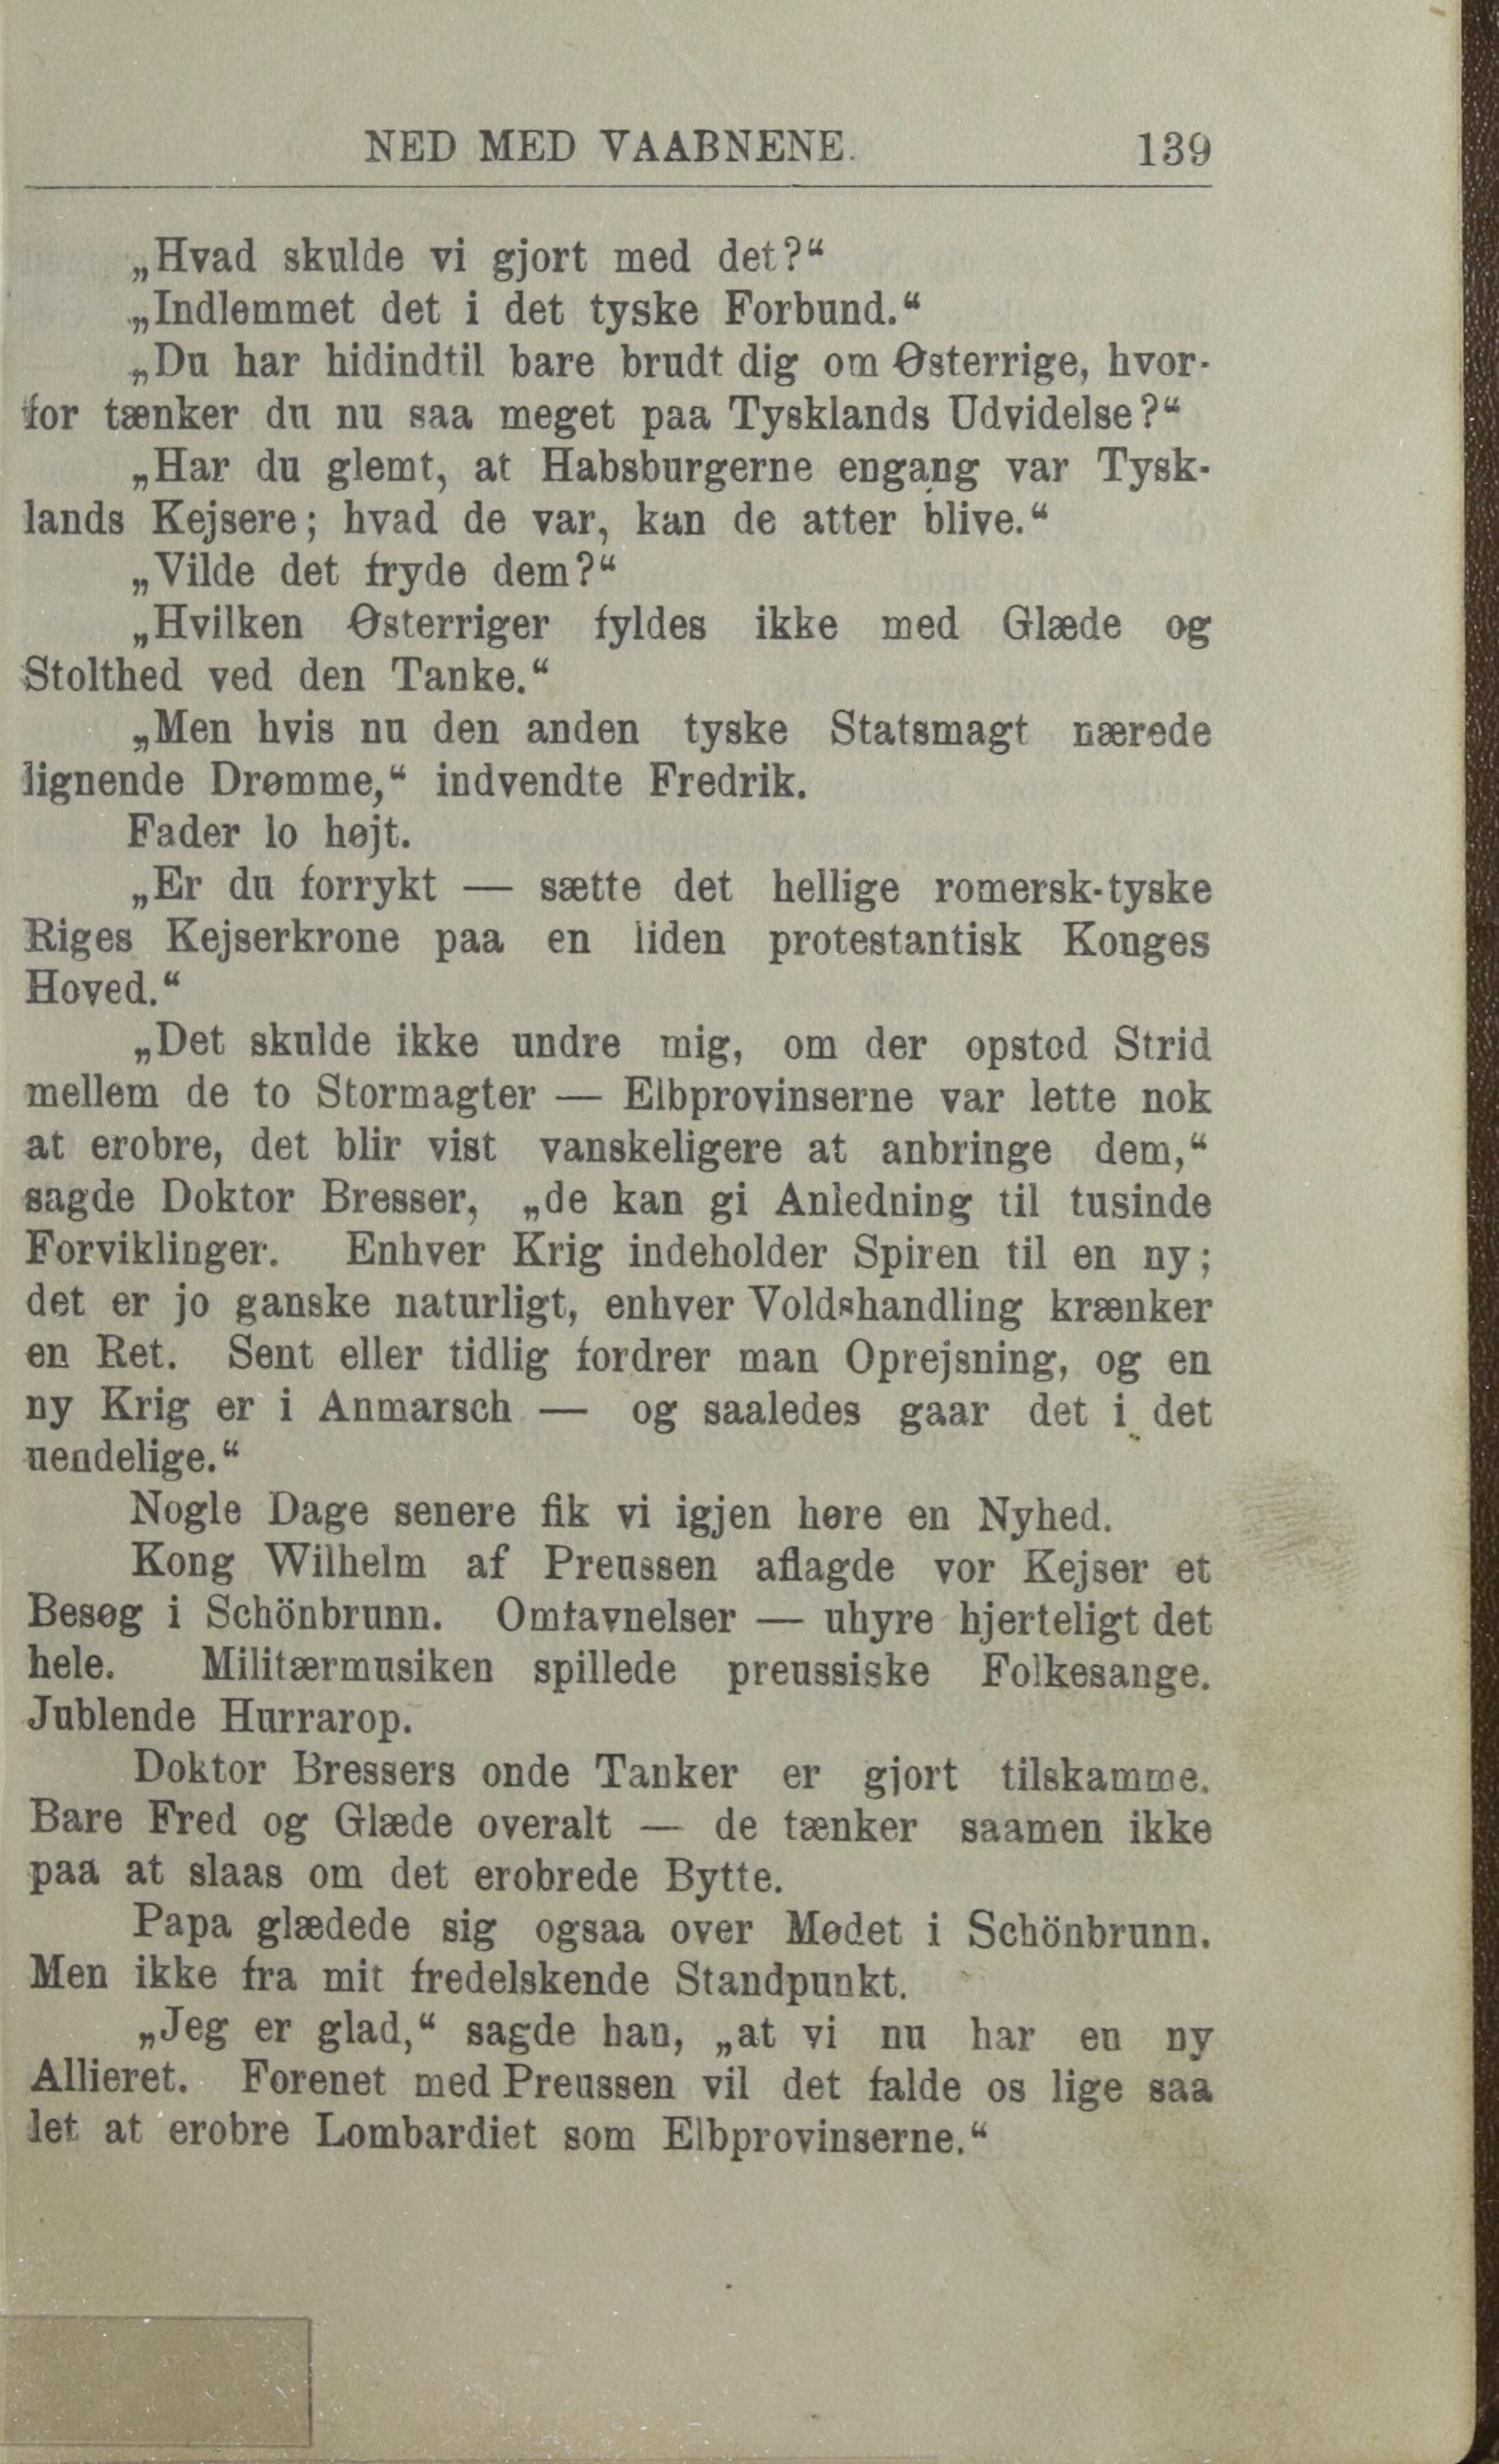 NED MED VAABNENE. 139
„Hvad skulde vi gjort med det?“
„Indlemmet det i det tyske Forbund.“
„Du har hidindtil bare brudt dig om Østerrige, hvor-
for tænker du nu saa meget paa Tysklands Udvidelse?“
„Har du glemt, at Habsburgerne engang var Tysk-
lands Kejsere; hvad de var, kan de atter blive.“
„Vilde det fryde dem?“
„Hvilken Østerriger fyldes ikke med Glæde og
Stolthed ved den Tanke.“
„Men hvis nu den anden tyske Statsmagt nærede
lignende Drømme,“ indvendte Fredrik.
Fader lo højt.
„Er du forrykt — sætte det hellige romersk-tyske
Riges Kejserkrone paa en liden protestantisk Konges
Hoved.“
„Det skulde ikke undre mig, om der opstod Strid
mellem de to Stormagter — Elbprovinserne var lette nok
at erobre, det blir vist vanskeligere at anbringe dem,“
sagde Doktor Bresser, „de kan gi Anledning til tusinde
Forviklinger. Enhver Krig indeholder Spiren til en ny;
det er jo ganske naturligt, enhver Voldshandling krænker
en Ret. Sent eller tidlig fordrer man Oprejsning, og en
ny Krig er i Anmarsch — og saaledes gaar det i det
uendelige.“
Nogle Dage senere fik vi igjen høre en Nyhed.
Kong Wilhelm af Preussen aflagde vor Kejser et
Besøg i Schönbrunn. Omfavnelser — uhyre hjerteligt det
hele. Militærmusiken spillede preussiske Folkesange.
Jublende Hurrarop.
Doktor Bressers onde Tanker er gjort tilskamme.
Bare Fred og Glæde overalt — de tænker saamen ikke
paa at slaas om det erobrede Bytte.
Papa glædede sig ogsaa over Mødet i Schönbrunn.
Men ikke fra mit fredelskende Standpunkt.
„Jeg er glad,“ sagde han, „at vi nu har en ny
Allieret. Forenet med Preussen vil det falde os lige saa
let at erobre Lombardiet som Elbprovinserne.“